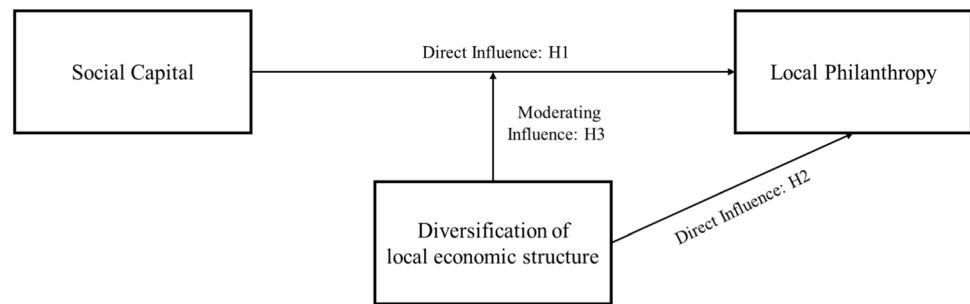 Direct Influence: H1
Social Capital
Local Philanthropy
Moderating
Influence: H3
Direct Influence: H2
Diversification of
local economic structure